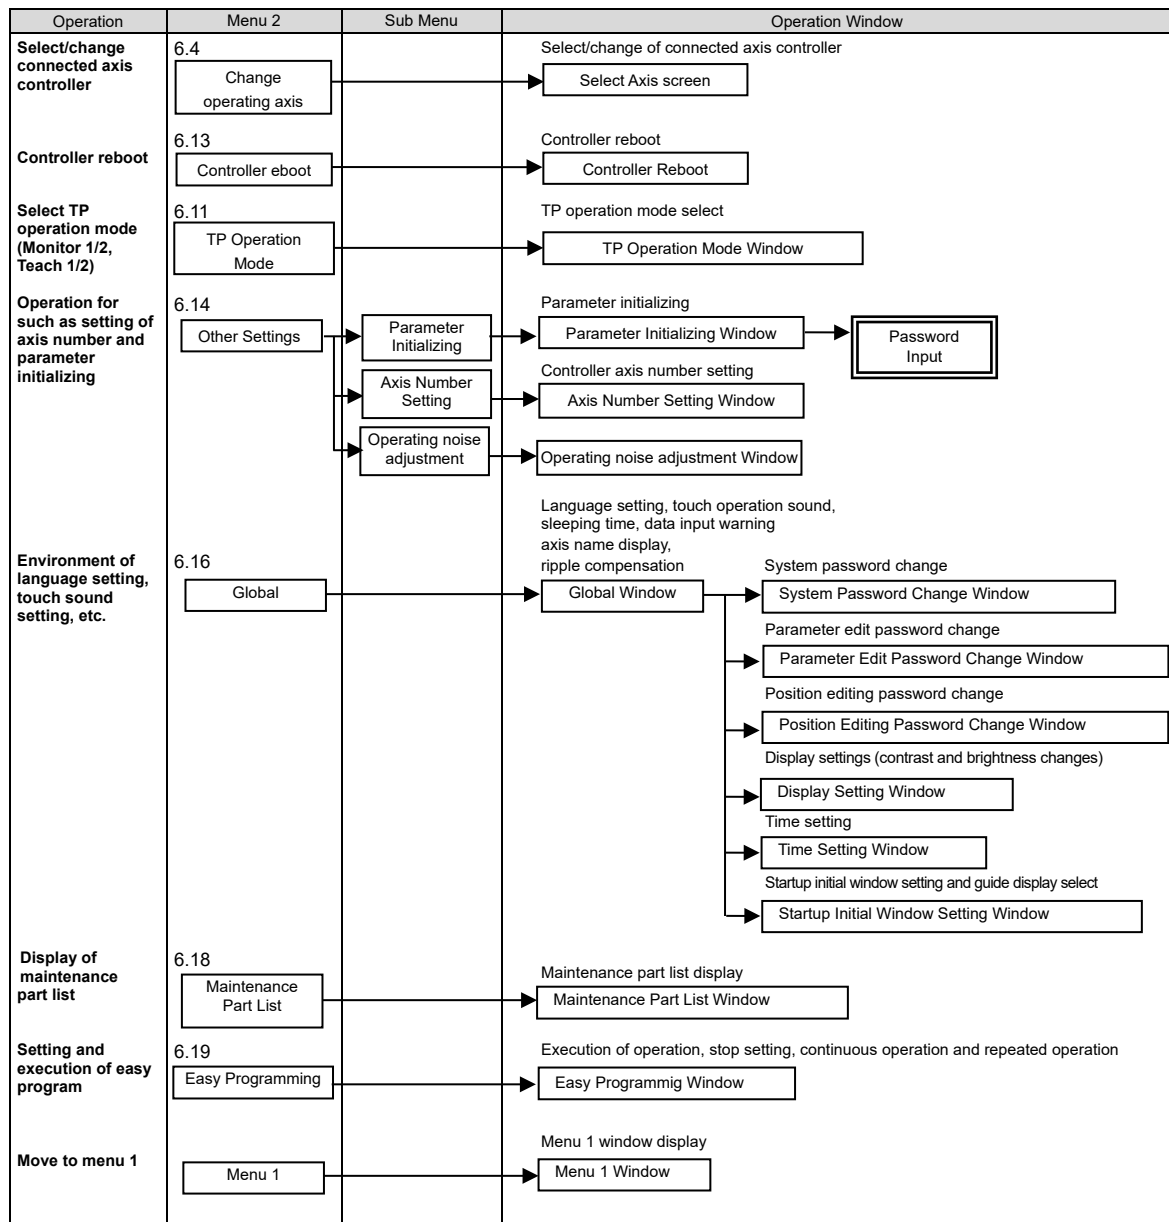 Operation
Menu 2
Sub Menu
Operation Window
Select/change
connected axis
controller
6.4
Change
operating axis
Select/change of connected axis controller
Select Axis screen
Controller reboot
6.13
Controller eboot
Controller reboot
Controller Reboot
Select TP
operation mode
(Monitor 1/2,
Teach 1/2)
6.11
TP Operation
Mode
TP operation mode select
TP Operation Mode Window
Operation for
such as setting of
axis number and
parameter
initializing
6.14
Other Settings
Parameter
Initializing
Parameter initializing
Parameter Initializing Window
Password
Input
Axis Number
Setting
Controller axis number setting
Axis Number Setting Window
Operating noise
adjustment
Operating noise adjustment Window
Environment of
language setting,
touch sound
setting, etc.
6.16
Global
Language setting, touch operation sound,
sleeping time, data input warning
axis name display,
ripple compensation
Global Window
System password change
System Password Change Window
Parameter edit password change
Parameter Edit Password Change Window
Position editing password change
Position Editing Password Change Window
Display settings (contrast and brightness changes)
Display Setting Window
Time setting
Time Setting Window
Startup initial window setting and guide display select
Startup Initial Window Setting Window
Display of
maintenance
part list
6.18
Maintenance
Part List
Maintenance part list display
Maintenance Part List Window
Setting and
execution of easy
program
6.19
Easy Programming
Execution of operation, stop setting, continuous operation and repeated operation
Easy Programmig Window
Move to menu 1
Menu 1
Menu 1 window display
Menu 1 Window